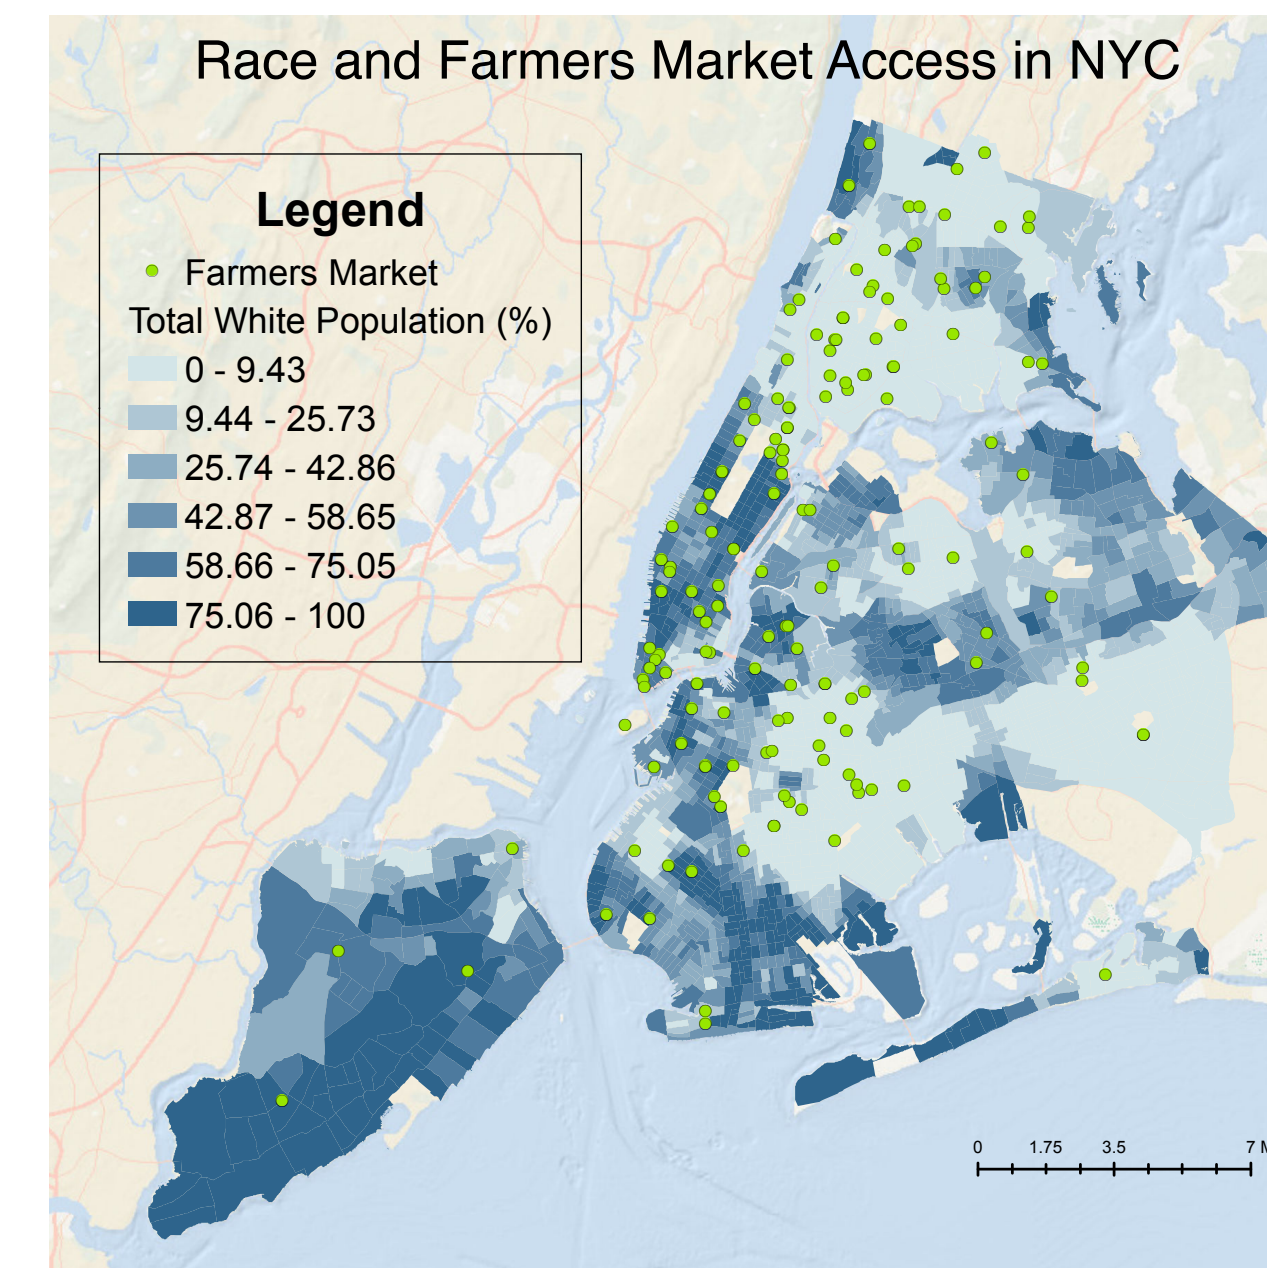 Race and Farmers Market Access in NYC
Legend
Farmers Market
Total White Population (%)
0 - 9.43
9.44 - 25.73
25.74 - 42.86
42.87 - 58.65
58.66 - 75.05
75.06 - 100
0 1.75 3.5 7 M